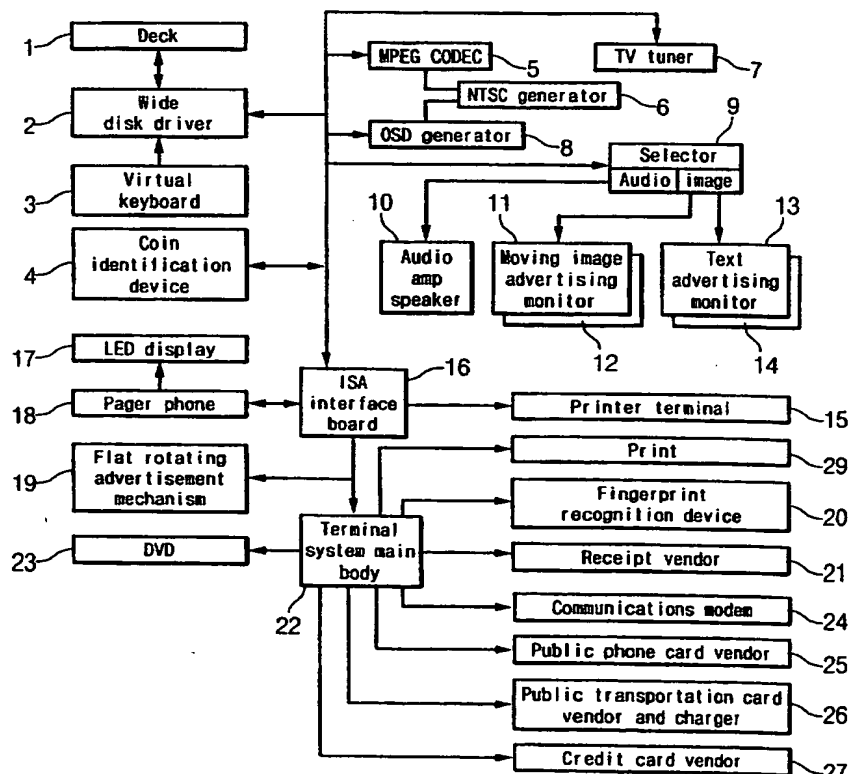 Deck
1
MPEG CODEC
5
TV tuner
7
NTSC generator
6
Wide
disk driver
2
OSD generator
8
9
Selector
Audio image
Virtual
keyboard
3
10
Audio
amp
speaker
11
Moving image
advertising
monitor
12
13
Text
advertising
monitor
14
Coin
identification
device
4
17
LED display
16
ISA
interface
board
18
Pager phone
Printer terminal
15
Print
29
Flat rotating
advertisement
mechanism
19
Fingerprint
recognition device
20
Terminal
system main
body
22
23
DVD
Receipt vendor
21
Communications modem
24
Public phone card vendor
25
Public transportation card
vendor and charger
26
Credit card vendor
27